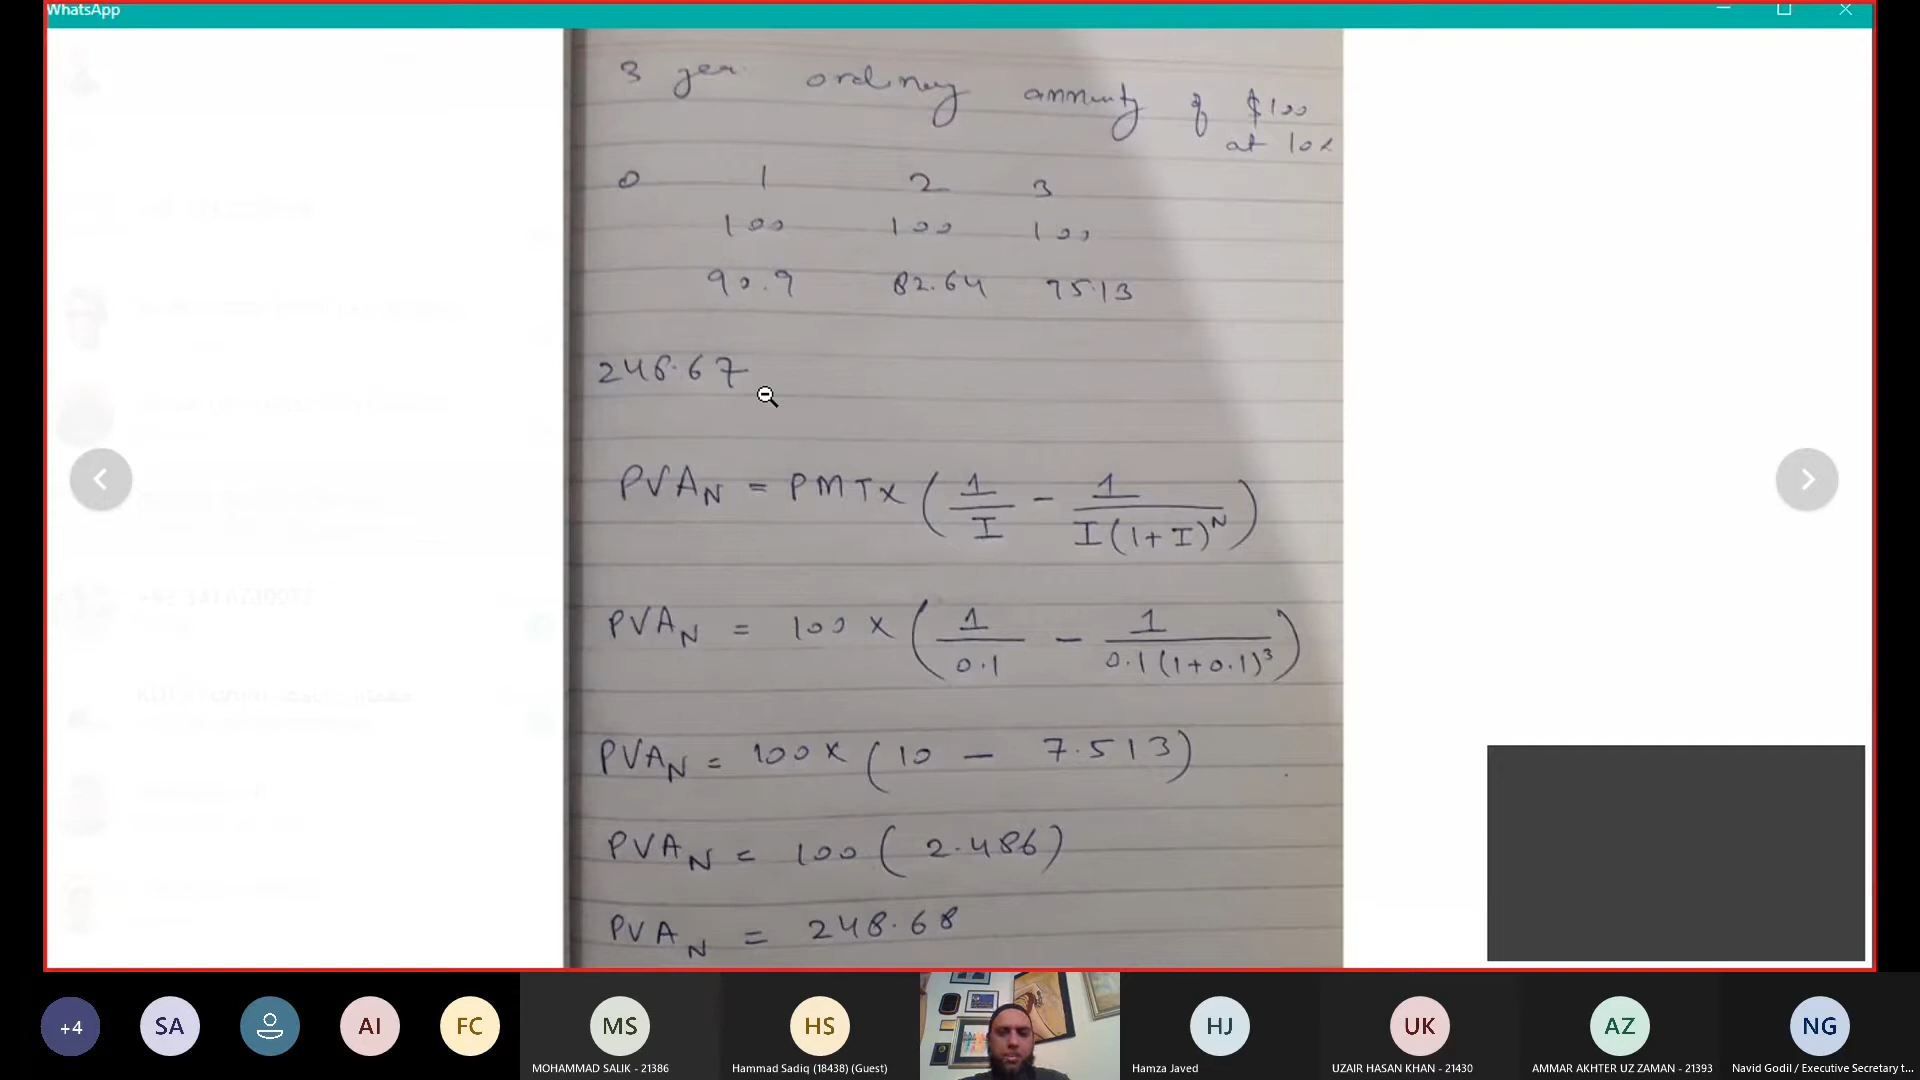 WhatsApp
3 year ordinary annuity of $100
at 10%
0 1 2 3
100 100 100
90.9 82.64 75.13
248.67
PVA_N = PMT x ( 1/I - 1/I(1+I)^N )
PVA_N = 100 x ( 1/0.1 - 1/0.1(1+0.1)^3 )
PVA_N = 100 x ( 10 - 7.513 )
PVA_N = 100 ( 2.486 )
PVA_N = 248.68
+4 SA AI FC MS HS HJ UK AZ NG
MOHAMMAD SALIK - 21386 Hammad Sadiq (18438) (Guest) Hamza Javed UZAIR HASAN KHAN - 21430 AMMAR AKHTER UZ ZAMAN - 21393 Navid Godil / Executive Secretary t...